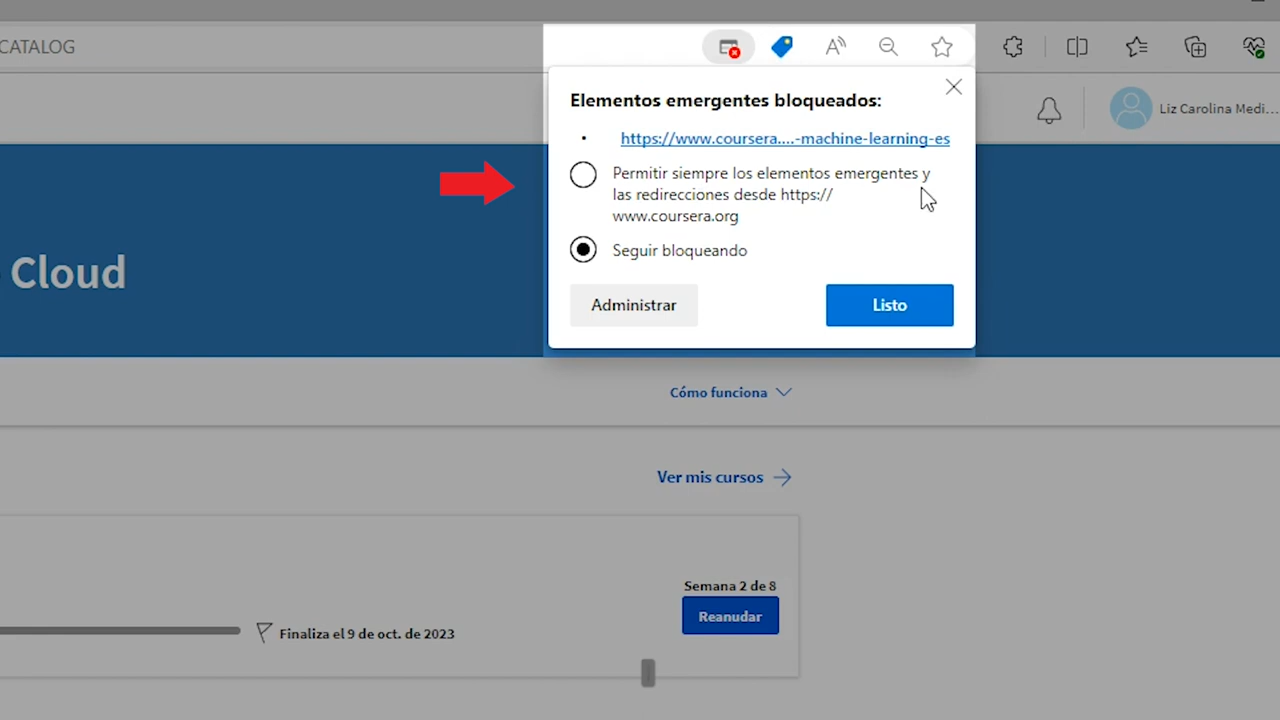 CATALOG
Elementos emergentes bloqueados:
https://www.coursera....-machine-learning-es
Liz Carolina Medi...
Permitir siempre los elementos emergentes y
las redirecciones desde https://
www.coursera.org
Cloud
Seguir bloqueando
Administrar
Listo
Cómo funciona
Ver mis cursos
Semana 2 de 8
Reanudar
Finaliza el 9 de oct. de 2023